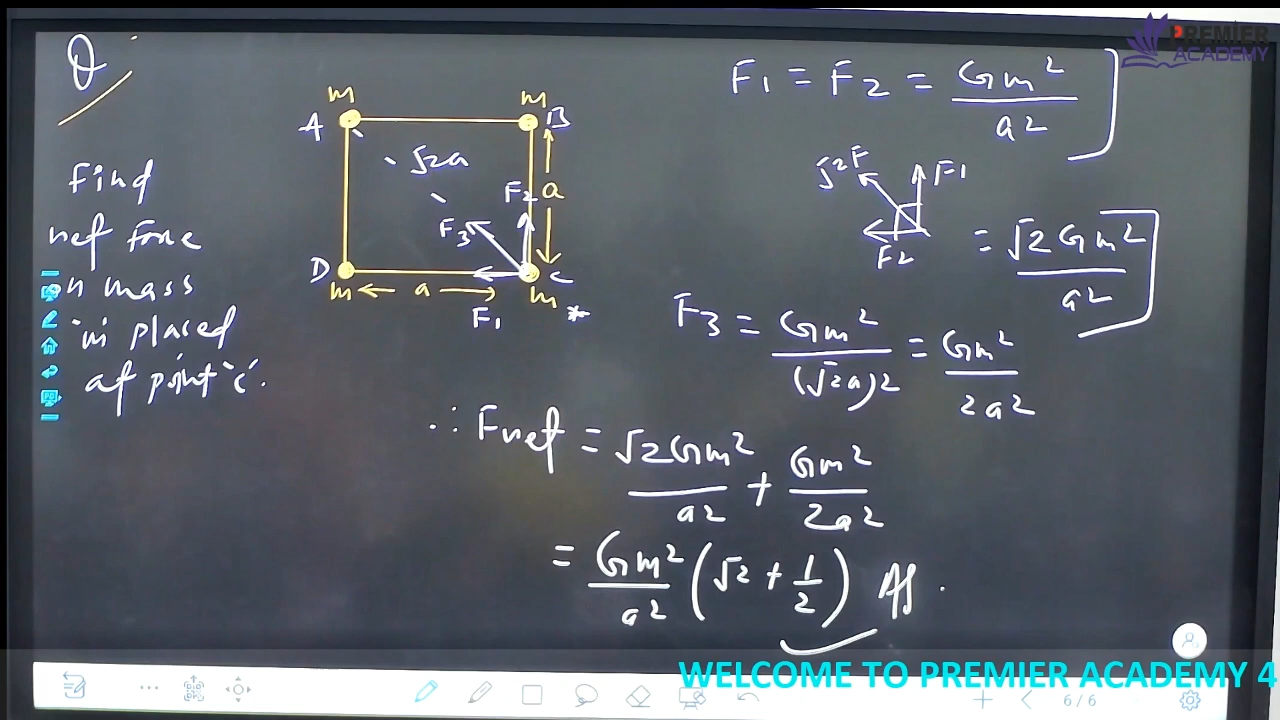 PREMIER
ACADEMY
Q
Find
net Force
n mass
'm' placed
at point 'c'.
A m
m B
√2a
F2 a
F3
D m
a
C m *
F1
F1 = F2 = Gm²/a²
√2F F1
F2
= √2Gm²/a²
F3 = Gm²/(√2a)² = Gm²/2a²
∴ Fnet = √2Gm²/a² + Gm²/2a²
= Gm²/a² (√2 + 1/2)
6/6
WELCOME TO PREMIER ACADEMY 4